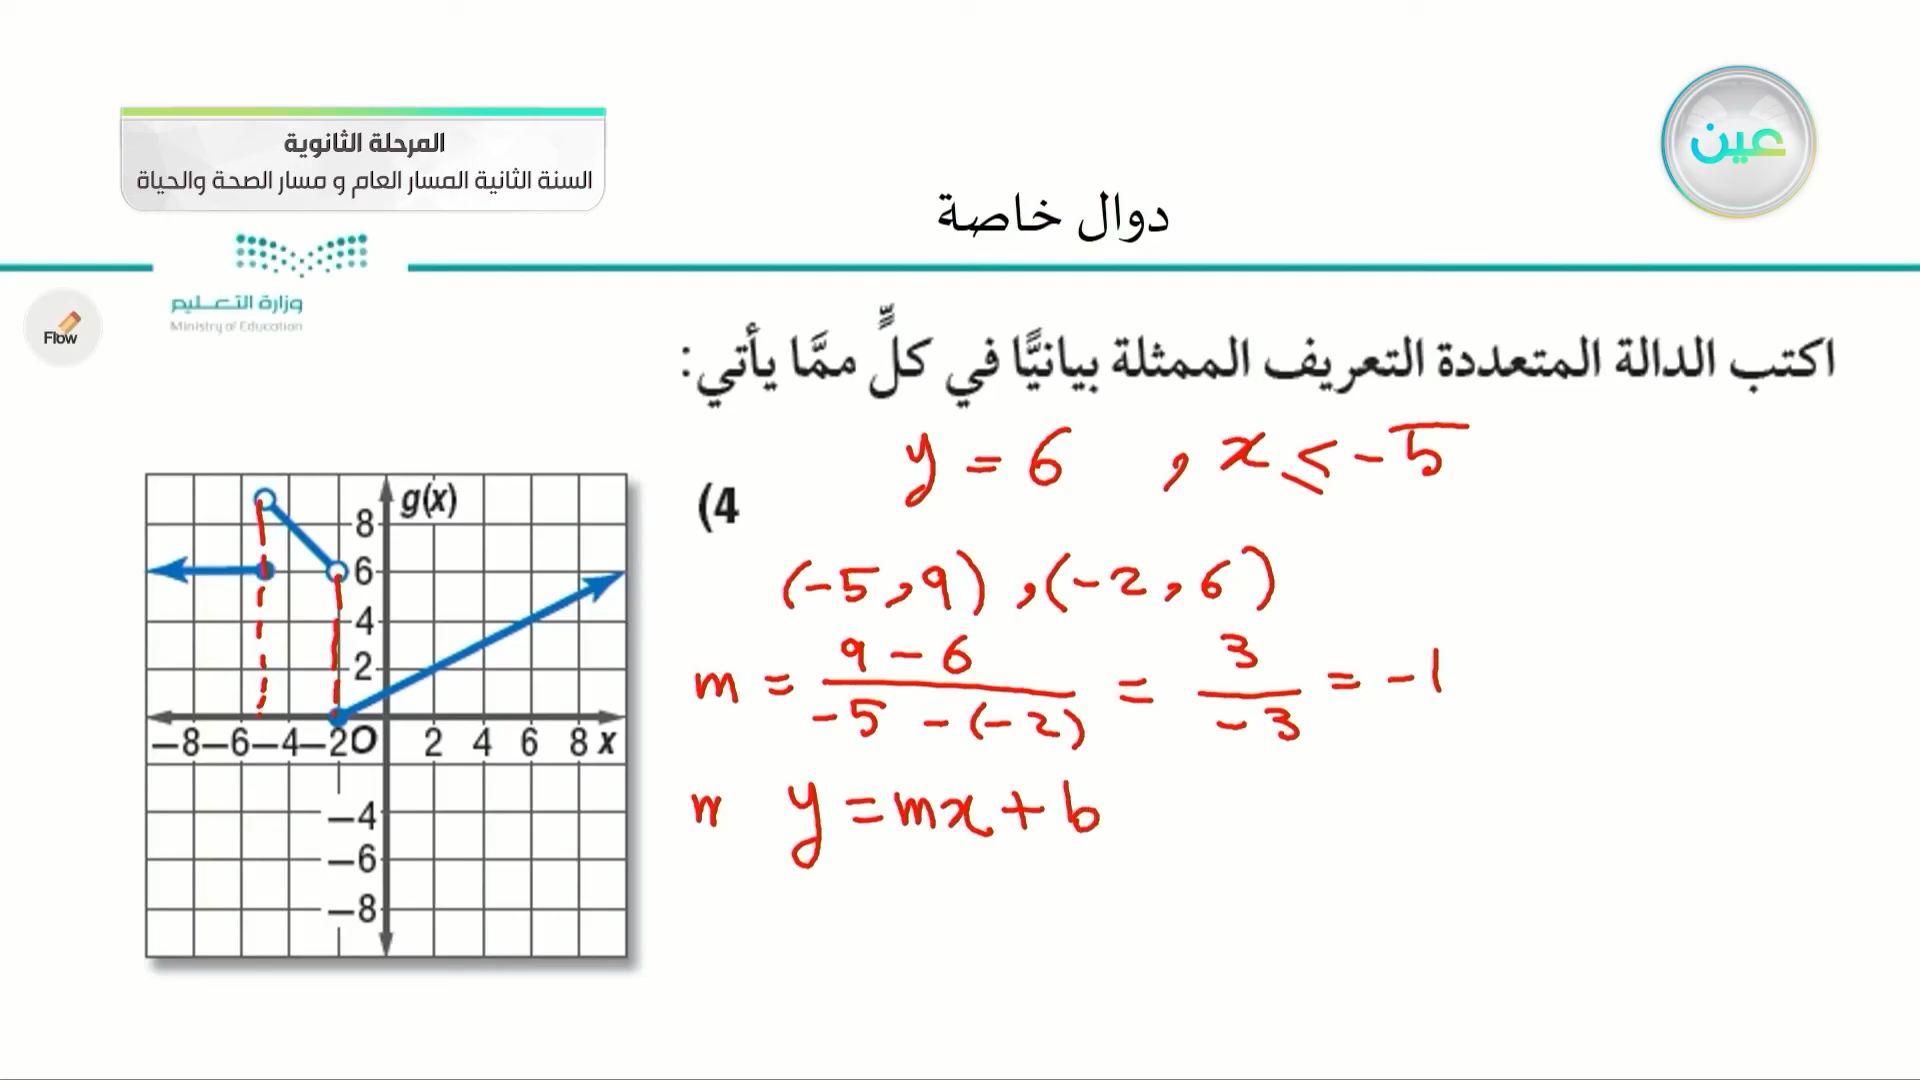 المرحلة الثانوية
السنة الثانية المسار العام و مسار الصحة والحياة
عين
دوال خاصة
وزارة التعليم
Ministry of Education
Flow
اكتب الدالة المتعددة التعريف الممثلة بيانيًّا في كلٍّ ممَّا يأتي:
y = 6 , x ≤ -5
(4
g(x)
8
6
4
2
-8 -6 -4 -2 O 2 4 6 8 x
-4
-6
-8
(-5, 9), (-2, 6)
m = \frac{9 - 6}{-5 - (-2)} = \frac{3}{-3} = -1
y = mx + b